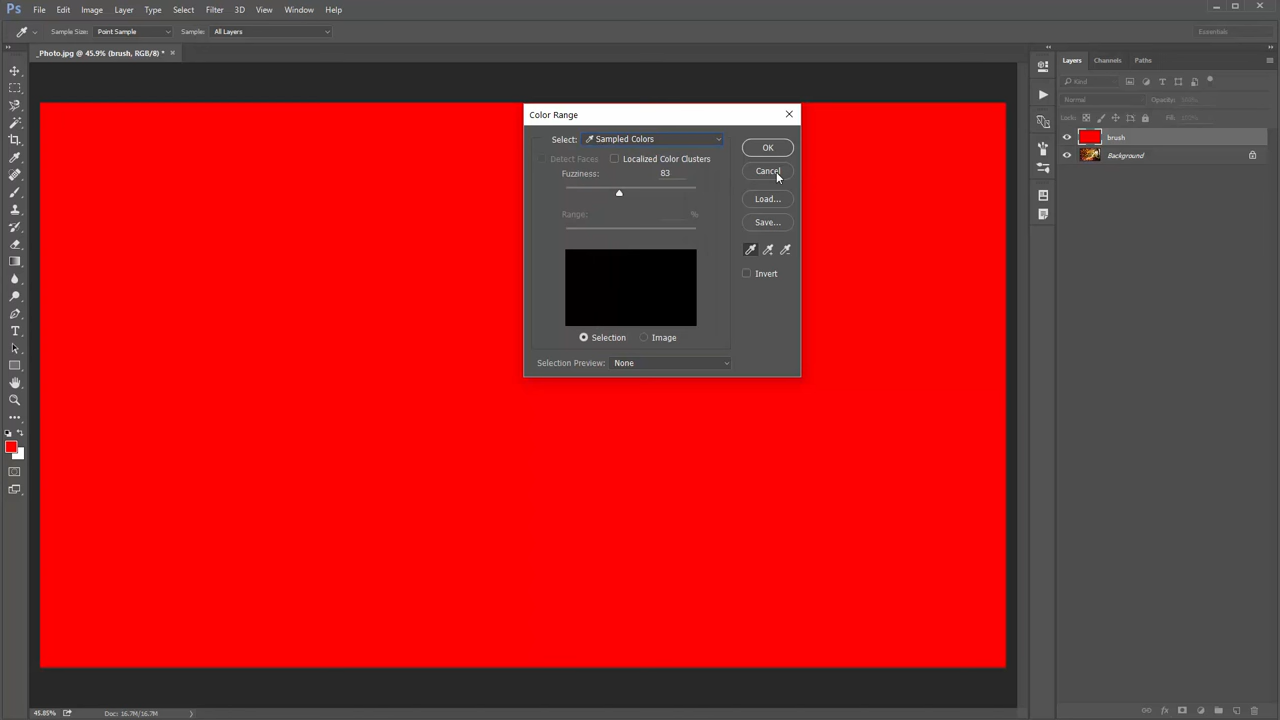 Ps File Edit Image Layer Type Select Filter 3D View Window Help
Sample Size: Point Sample Sample: All Layers Essentials
_Photo.jpg @ 45.9% (brush, RGB/8) *
Color Range
Select: Sampled Colors
OK
Detect Faces Localized Color Clusters
Cancel
Fuzziness: 83
Load...
Range: %
Save...
Invert
Selection Image
Selection Preview: None
Layers Channels Paths
Kind
Normal Opacity: 100%
Lock: Fill: 100%
brush
Background
45.85% Doc: 16.7M/16.7M